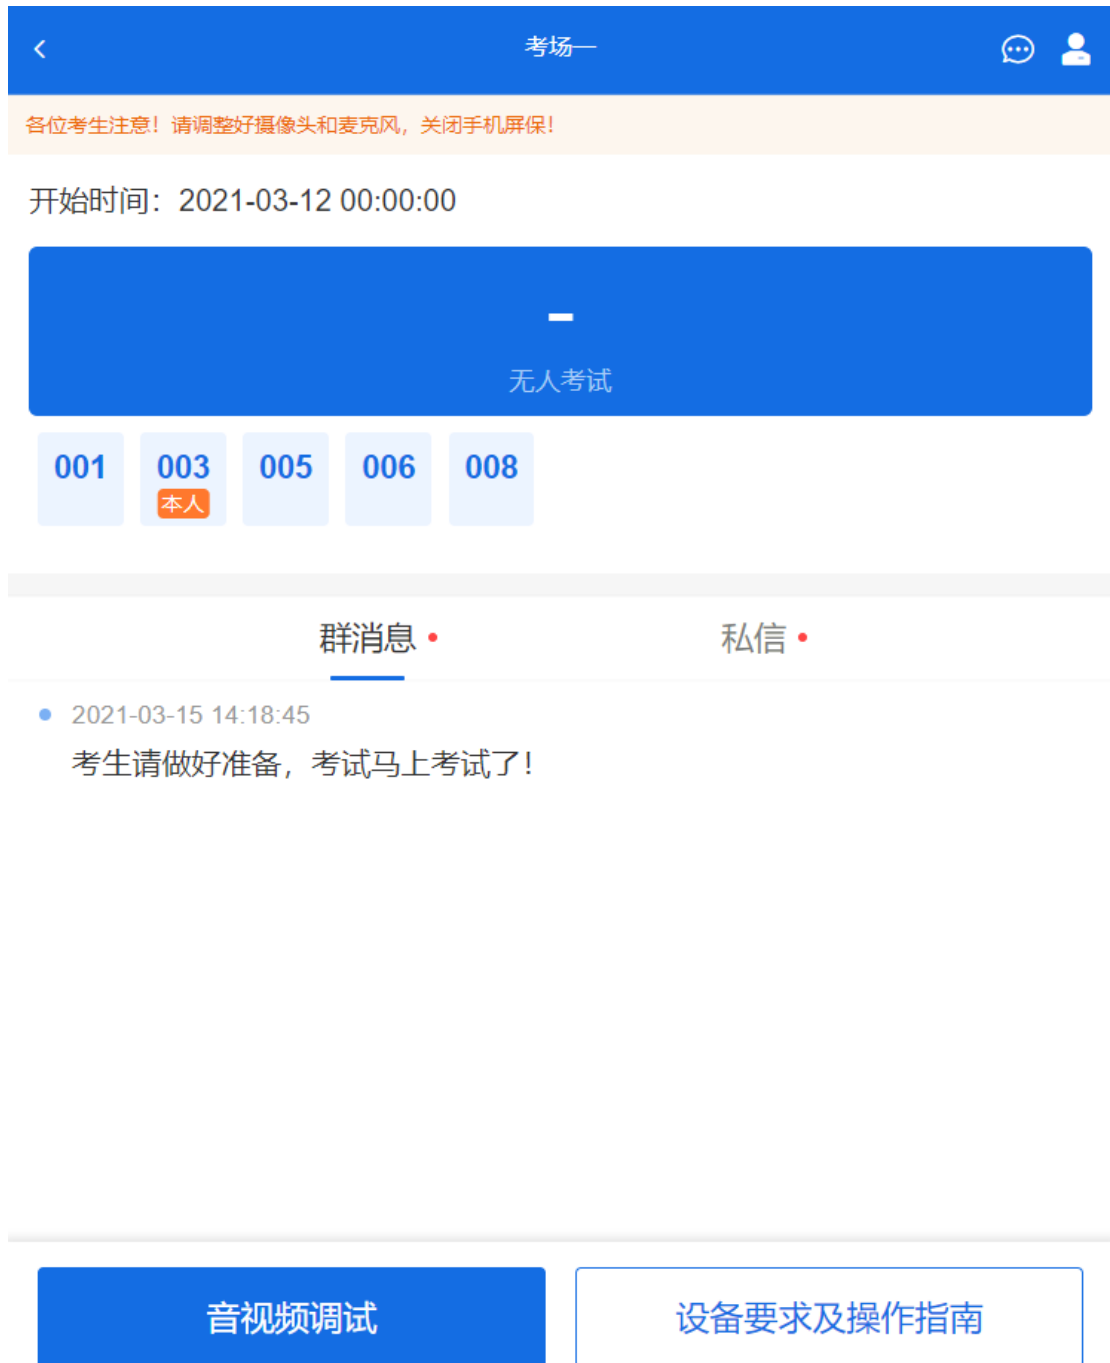 考场一
各位考生注意！请调整好摄像头和麦克风，关闭手机屏保！
开始时间：2021-03-12 00:00:00
-
无人考试
001 003 005 006 008
本人
群消息 私信
2021-03-15 14:18:45
考生请做好准备，考试马上考试了！
音视频调试 设备要求及操作指南